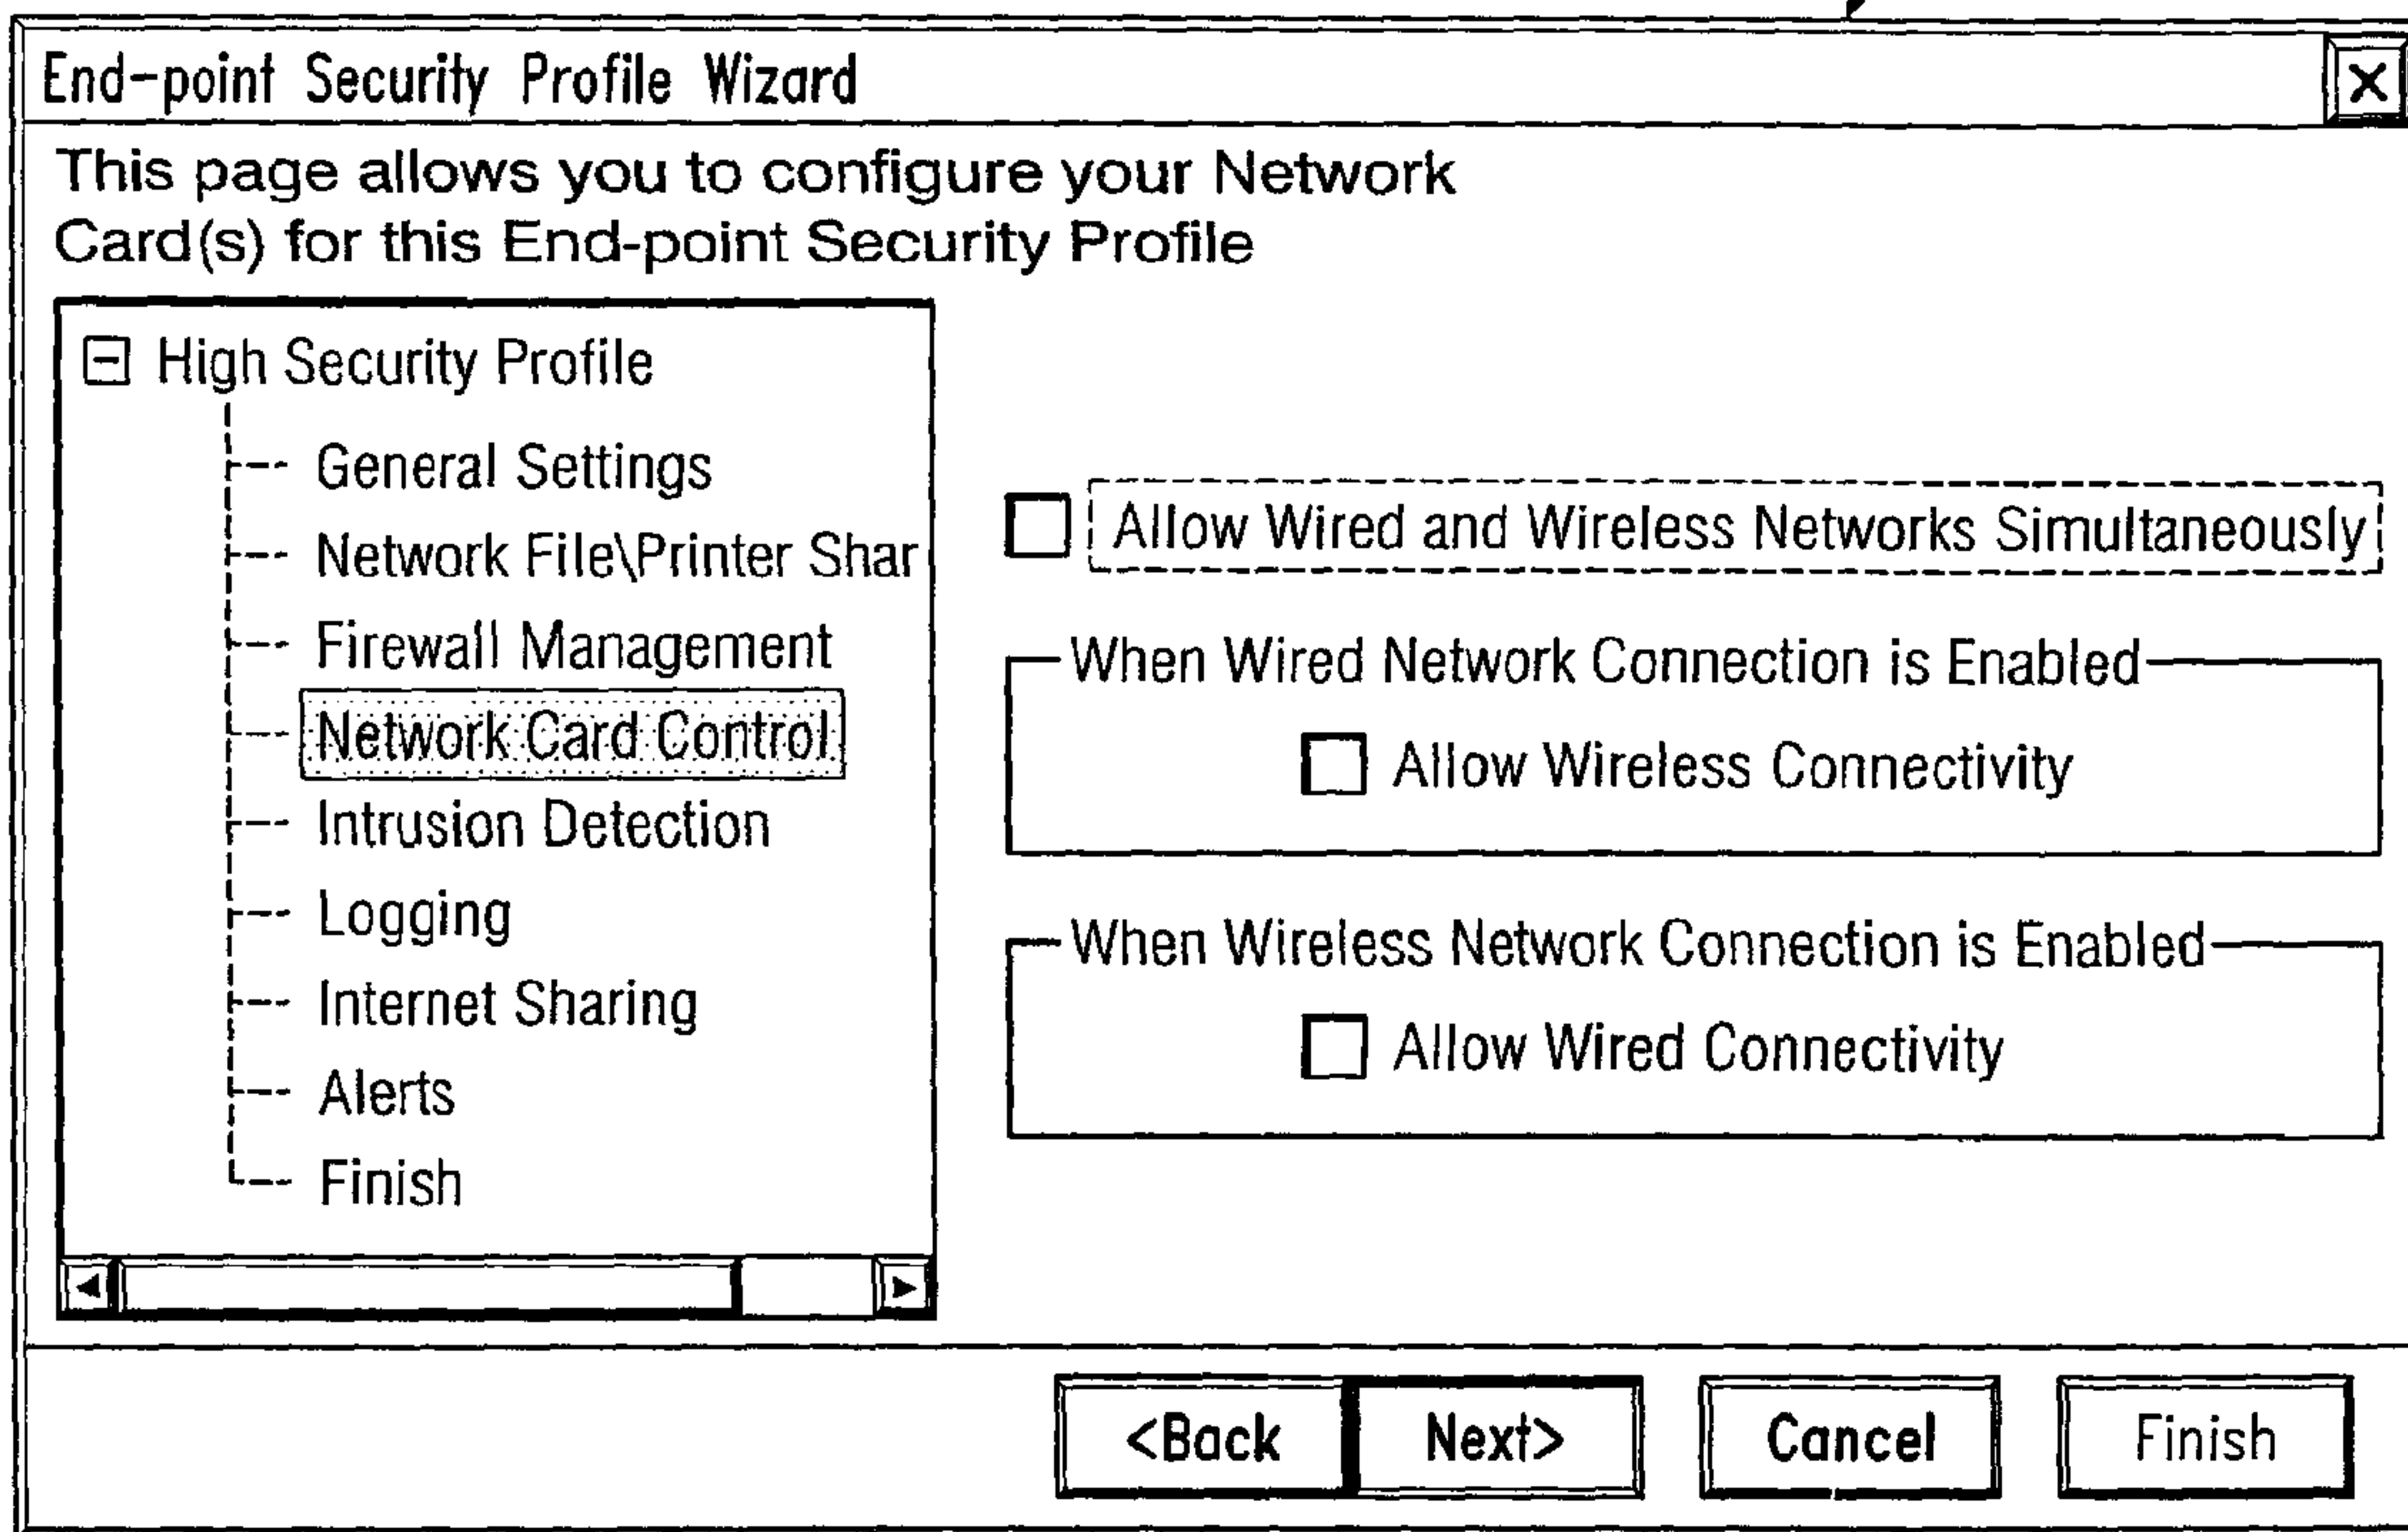 End-point Security Profile Wizard
This page allows you to configure your Network
Card(s) for this End-point Security Profile
High Security Profile
General Settings
Network File\Printer Shar
Firewall Management
Network Card Control
Intrusion Detection
Logging
Internet Sharing
Alerts
Finish
Allow Wired and Wireless Networks Simultaneously
When Wired Network Connection is Enabled
Allow Wireless Connectivity
When Wireless Network Connection is Enabled
Allow Wired Connectivity
<Back Next> Cancel Finish